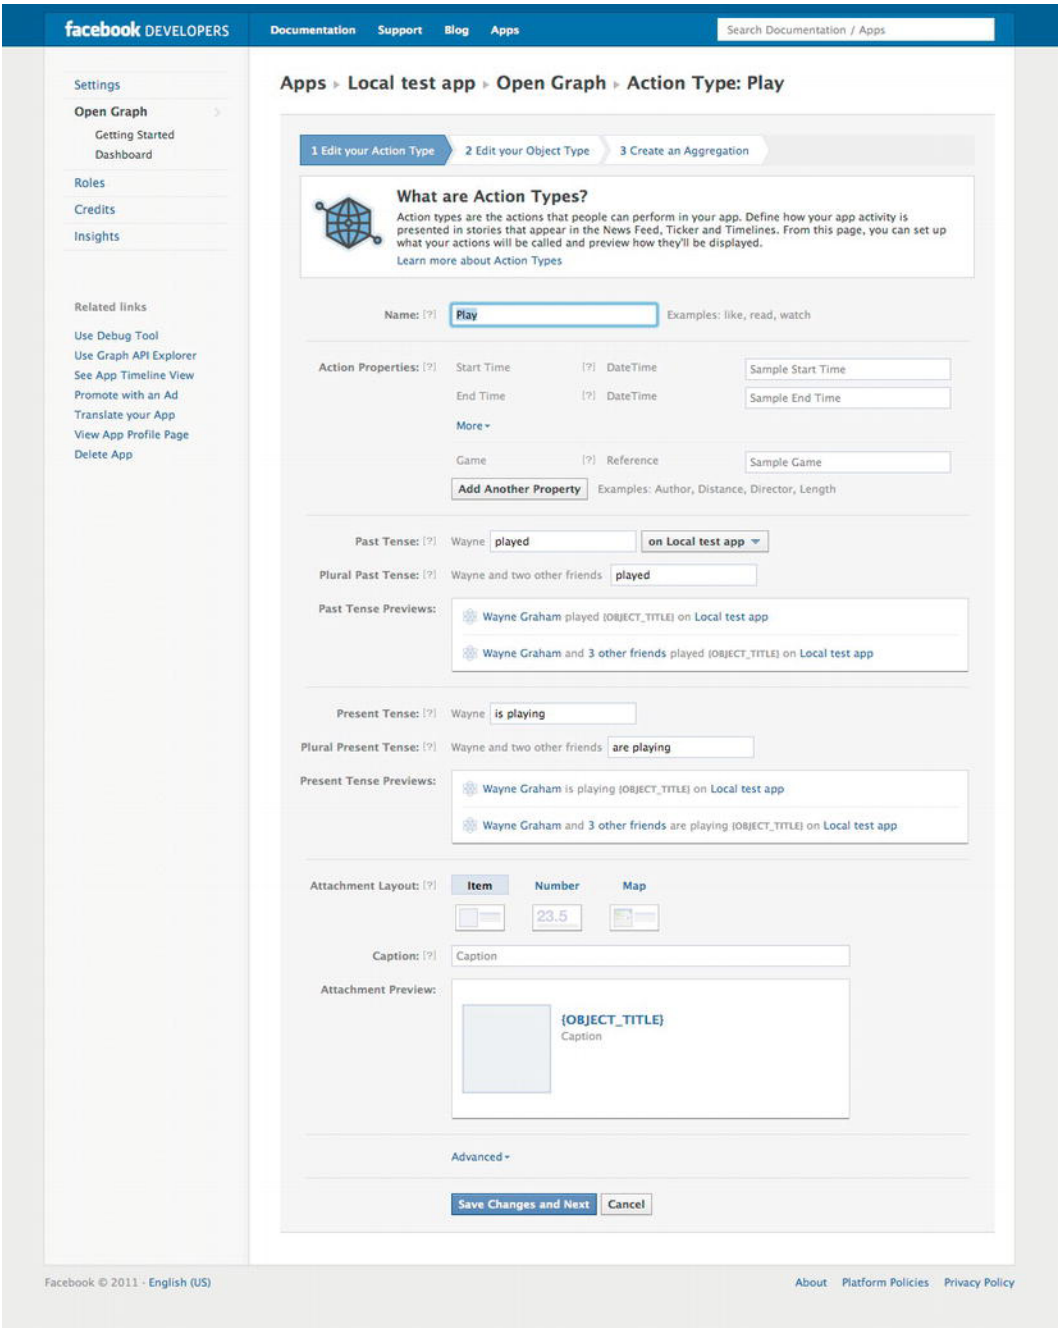 facebook DEVELOPERS Documentation Support Blog Apps Search Documentation / Apps
Settings
Open Graph
Getting Started
Dashboard
Roles
Credits
Insights
Related links
Use Debug Tool
Use Graph API Explorer
See App Timeline View
Promote with an Ad
Translate your App
View App Profile Page
Delete App
Apps ▸ Local test app ▸ Open Graph ▸ Action Type: Play
1 Edit your Action Type 2 Edit your Object Type 3 Create an Aggregation
What are Action Types?
Action types are the actions that people can perform in your app. Define how your app activity is
presented in stories that appear in the News Feed, Ticker and Timelines. From this page, you can set up
what your actions will be called and preview how they'll be displayed.
Learn more about Action Types
Name: [?] Play Examples: like, read, watch
Action Properties: [?] Start Time [?] DateTime Sample Start Time
End Time [?] DateTime Sample End Time
More
Game [?] Reference Sample Game
Add Another Property Examples: Author, Distance, Director, Length
Past Tense: [?] Wayne played on Local test app
Plural Past Tense: [?] Wayne and two other friends played
Past Tense Previews:
Wayne Graham played {OBJECT_TITLE} on Local test app
Wayne Graham and 3 other friends played {OBJECT_TITLE} on Local test app
Present Tense: [?] Wayne is playing
Plural Present Tense: [?] Wayne and two other friends are playing
Present Tense Previews:
Wayne Graham is playing {OBJECT_TITLE} on Local test app
Wayne Graham and 3 other friends are playing {OBJECT_TITLE} on Local test app
Attachment Layout: [?] Item Number Map
23.5
Caption: [?] Caption
Attachment Preview:
{OBJECT_TITLE}
Caption
Advanced
Save Changes and Next Cancel
Facebook © 2011 · English (US) About Platform Policies Privacy Policy